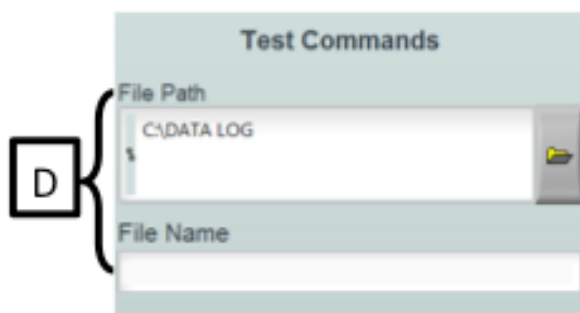 Test Commands
File Path
C:\DATA LOG
D
File Name